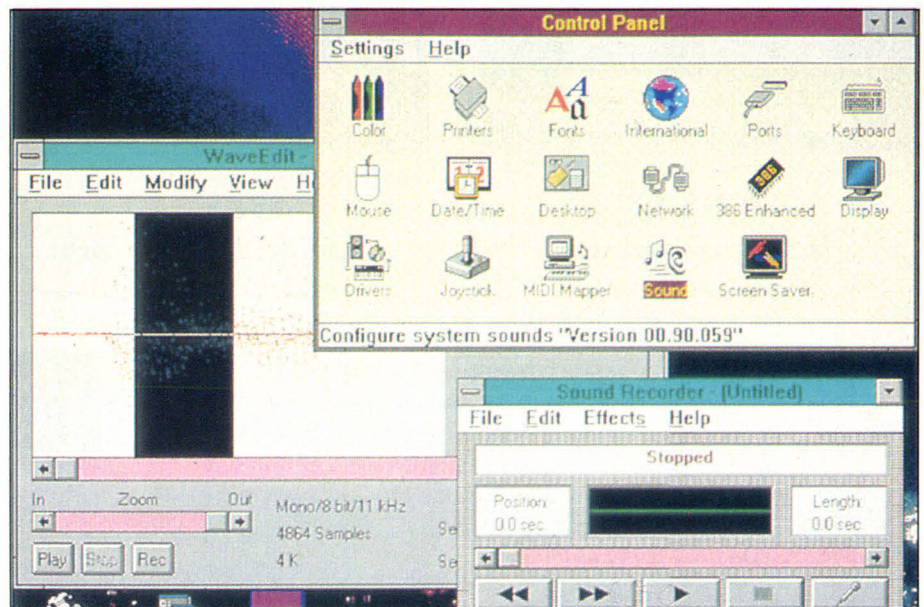 Control Panel
Settings Help
Color Printers Fonts International Ports Keyboard
Mouse Date/Time Desktop Network 386 Enhanced Display
Drivers Joystick MIDI Mapper Sound Screen Saver
Configure system sounds "Version 00.90.059"
WaveEdit -
File Edit Modify View
In Zoom Out
Mono/8 bit/11 kHz
4864 Samples
4 K
Play Stop Rec
Sound Recorder - (Untitled)
File Edit Effects Help
Stopped
Position:
0.0 sec
Length:
0.0 sec